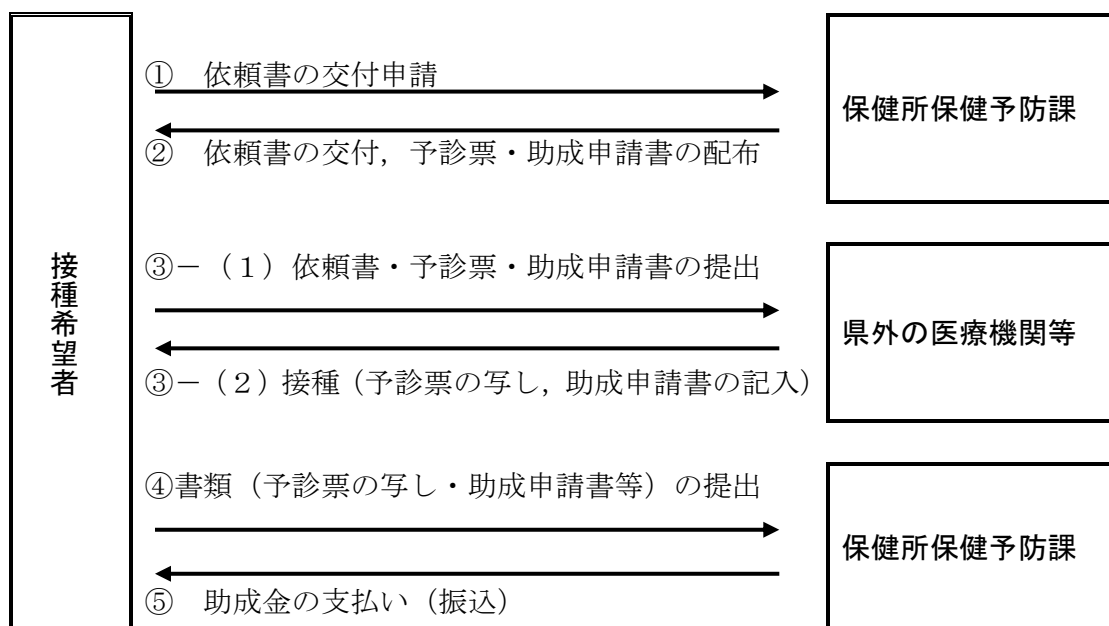 接種希望者
① 依頼書の交付申請
② 依頼書の交付，予診票・助成申請書の配布
保健所保健予防課
③－（１）依頼書・予診票・助成申請書の提出
③－（２）接種（予診票の写し，助成申請書の記入）
県外の医療機関等
④書類（予診票の写し・助成申請書等）の提出
⑤ 助成金の支払い（振込）
保健所保健予防課